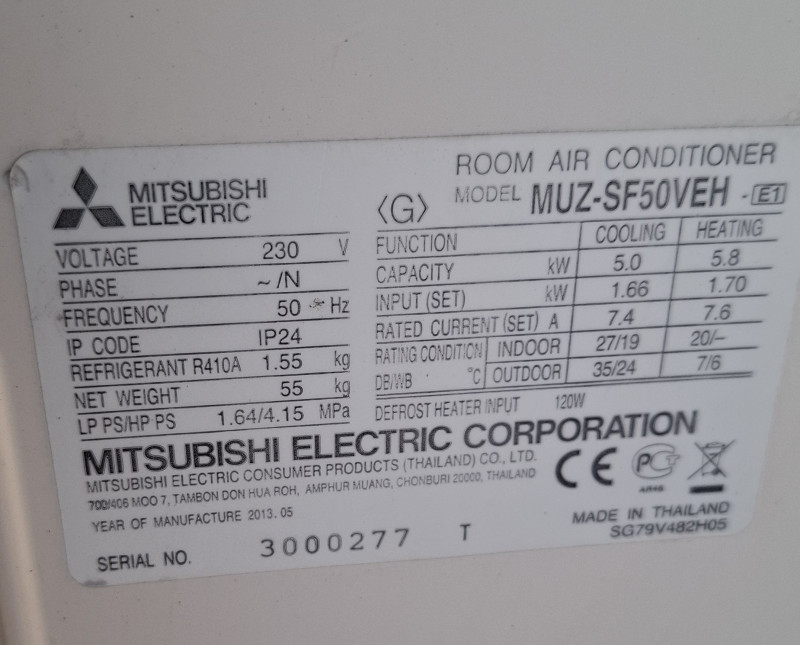 MITSUBISHI
ELECTRIC
ROOM AIR CONDITIONER
<G> MODEL MUZ-SF50VEH - E1
VOLTAGE 230 V
PHASE ~ /N
FREQUENCY 50 Hz
IP CODE IP24
REFRIGERANT R410A 1.55 kg
NET WEIGHT 55 kg
LP PS/HP PS 1.64/4.15 MPa
FUNCTION COOLING HEATING
CAPACITY kW 5.0 5.8
INPUT (SET) kW 1.66 1.70
RATED CURRENT (SET) A 7.4 7.6
RATING CONDITION INDOOR 27/19 20/–
DB/WB °C OUTDOOR 35/24 7/6
DEFROST HEATER INPUT 120W
MITSUBISHI ELECTRIC CORPORATION
MITSUBISHI ELECTRIC CONSUMER PRODUCTS (THAILAND) CO., LTD.
700/406 MOO 7, TAMBON DON HUA ROH, AMPHUR MUANG, CHONBURI 20000, THAILAND
YEAR OF MANUFACTURE 2013.05
CE
SERIAL NO. 3000277 T
MADE IN THAILAND
SG79V482H05